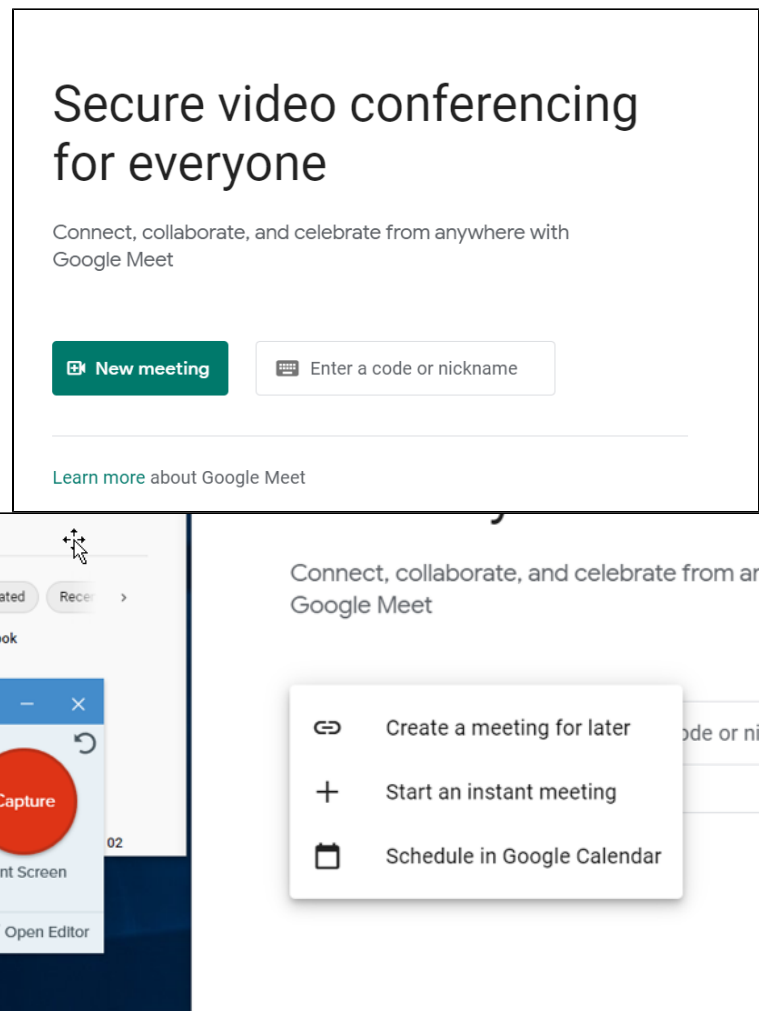 Secure video conferencing
for everyone
Connect, collaborate, and celebrate from anywhere with
Google Meet
New meeting
Enter a code or nickname
Learn more about Google Meet
Connect, collaborate, and celebrate from
Google Meet
Create a meeting for later
Start an instant meeting
Schedule in Google Calendar
or
Capture
Screen
Open Editor
02